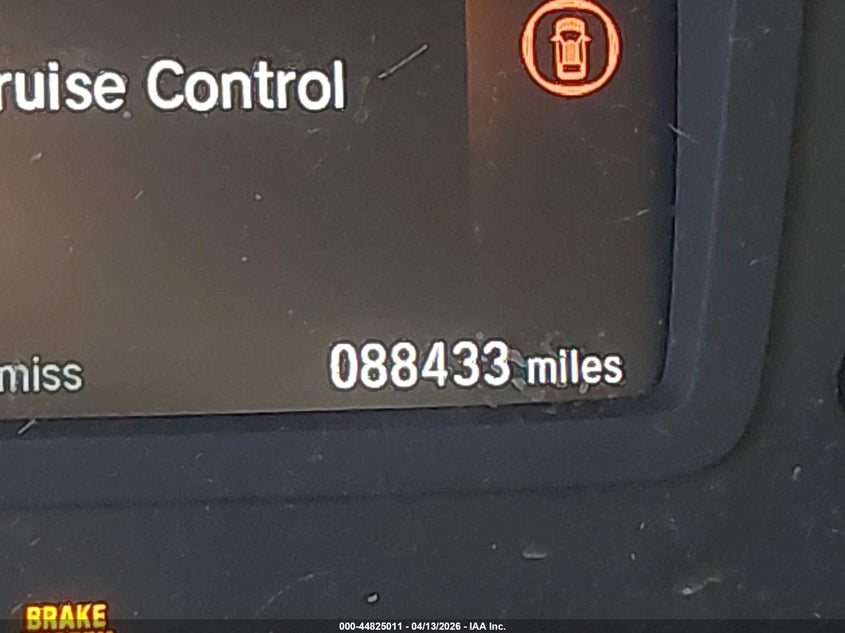 ruise Control
miss
088433 miles
BRAKE
000-44825011 - 04/13/2026 - IAA Inc.